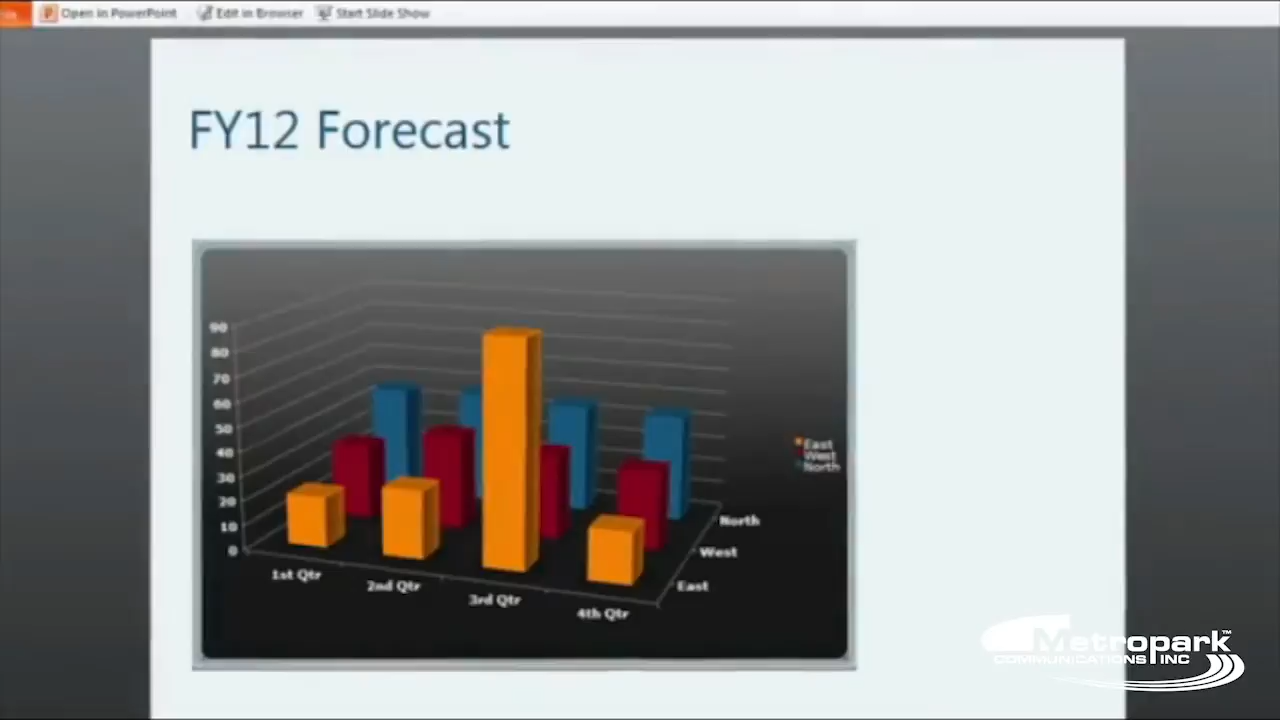 Open in PowerPoint Edit in Browser Start Slide Show
FY12 Forecast
90
80
70
60
50
40
30
20
10
0
1st Qtr
2nd Qtr
3rd Qtr
4th Qtr
North
West
East
East
West
North
Metropark™
COMMUNICATIONS INC